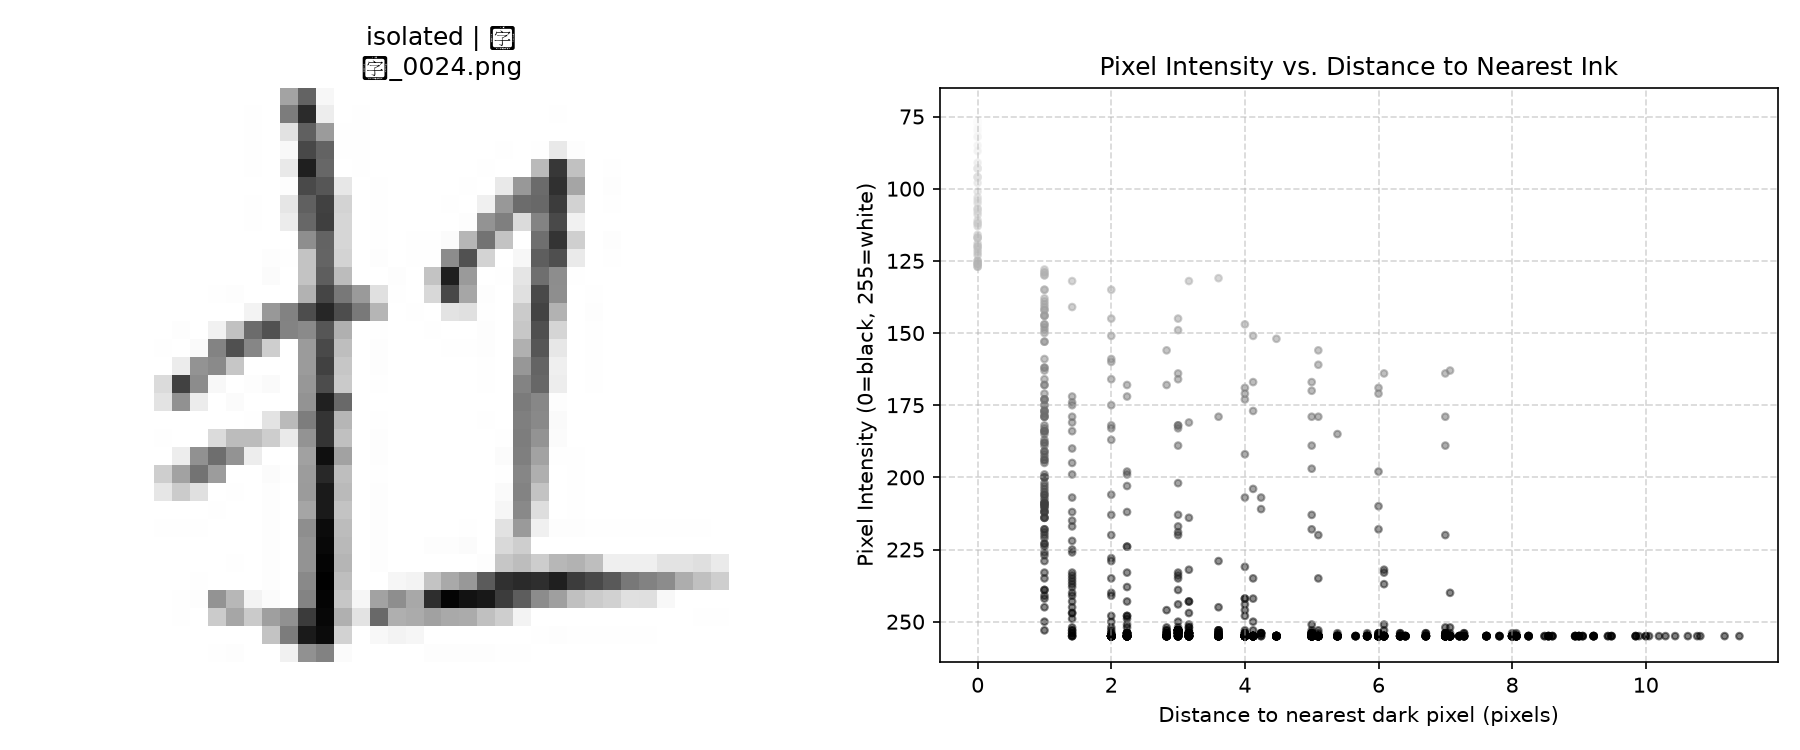 isolated |
_0024.png
扛
Pixel Intensity vs. Distance to Nearest Ink
Pixel Intensity (0=black, 255=white)
75
100
125
150
175
200
225
250
0 2 4 6 8 10
Distance to nearest dark pixel (pixels)